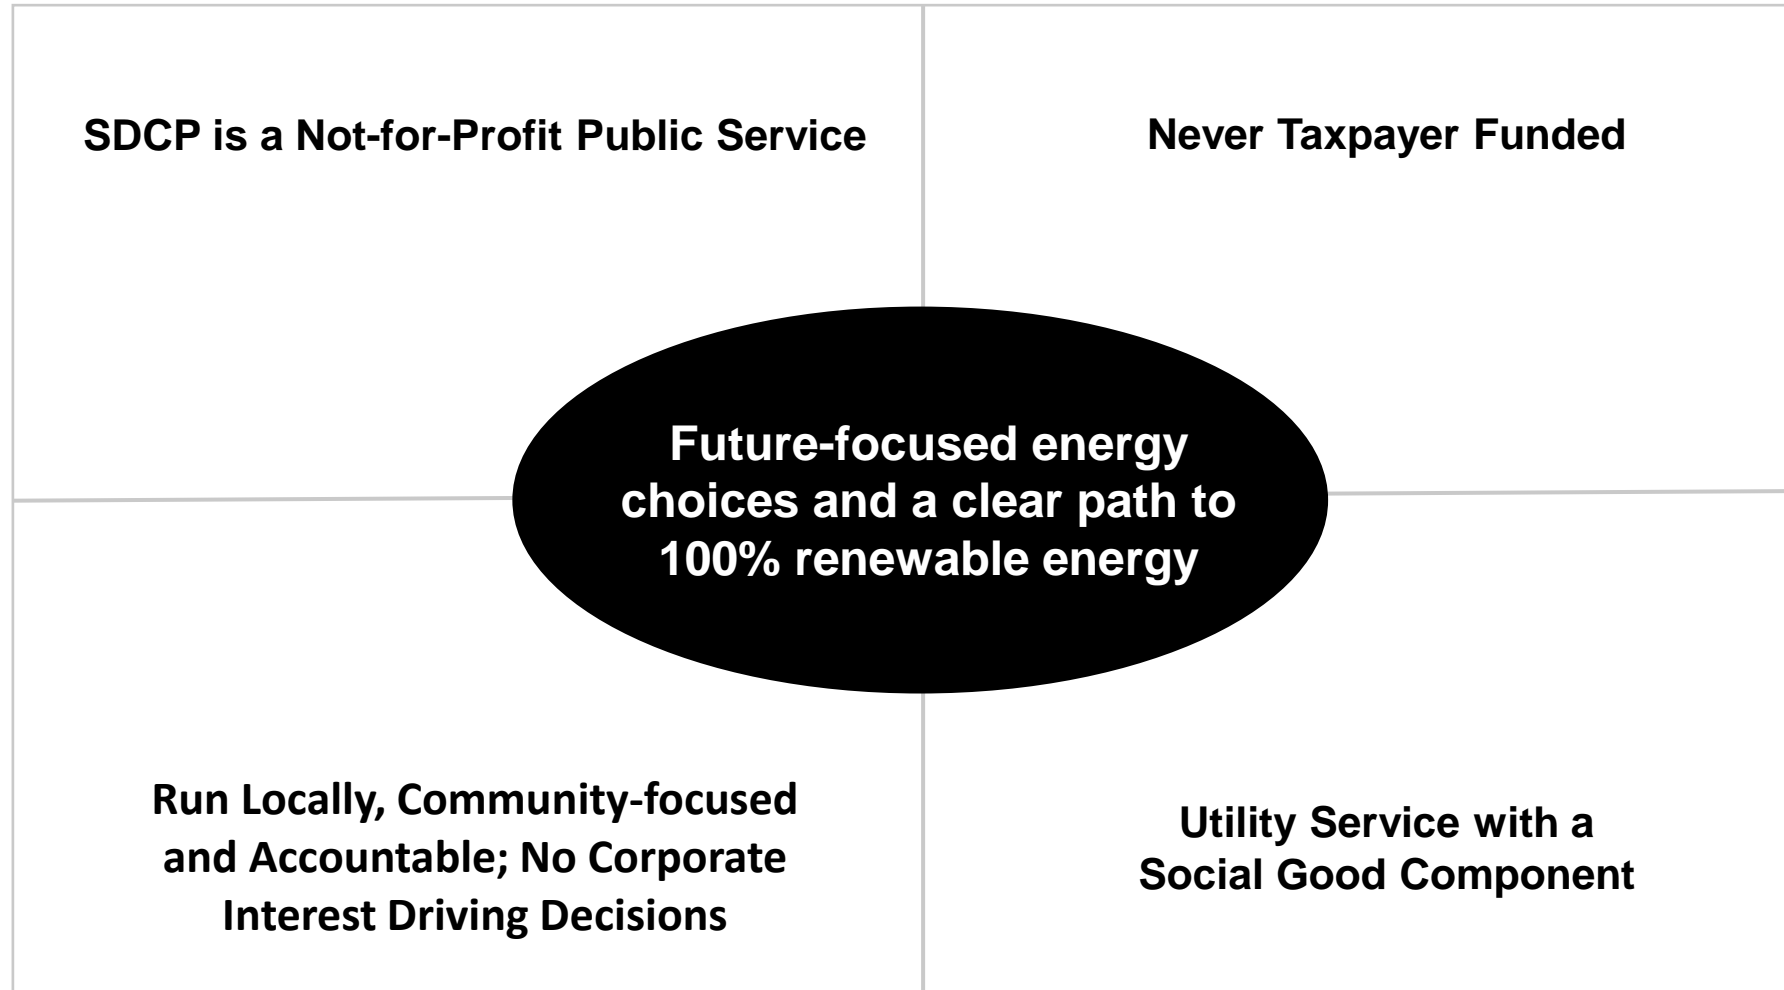 SDCP is a Not-for-Profit Public Service
Never Taxpayer Funded
Future-focused energy
choices and a clear path to
100% renewable energy
Run Locally, Community-focused
and Accountable; No Corporate
Interest Driving Decisions
Utility Service with a
Social Good Component